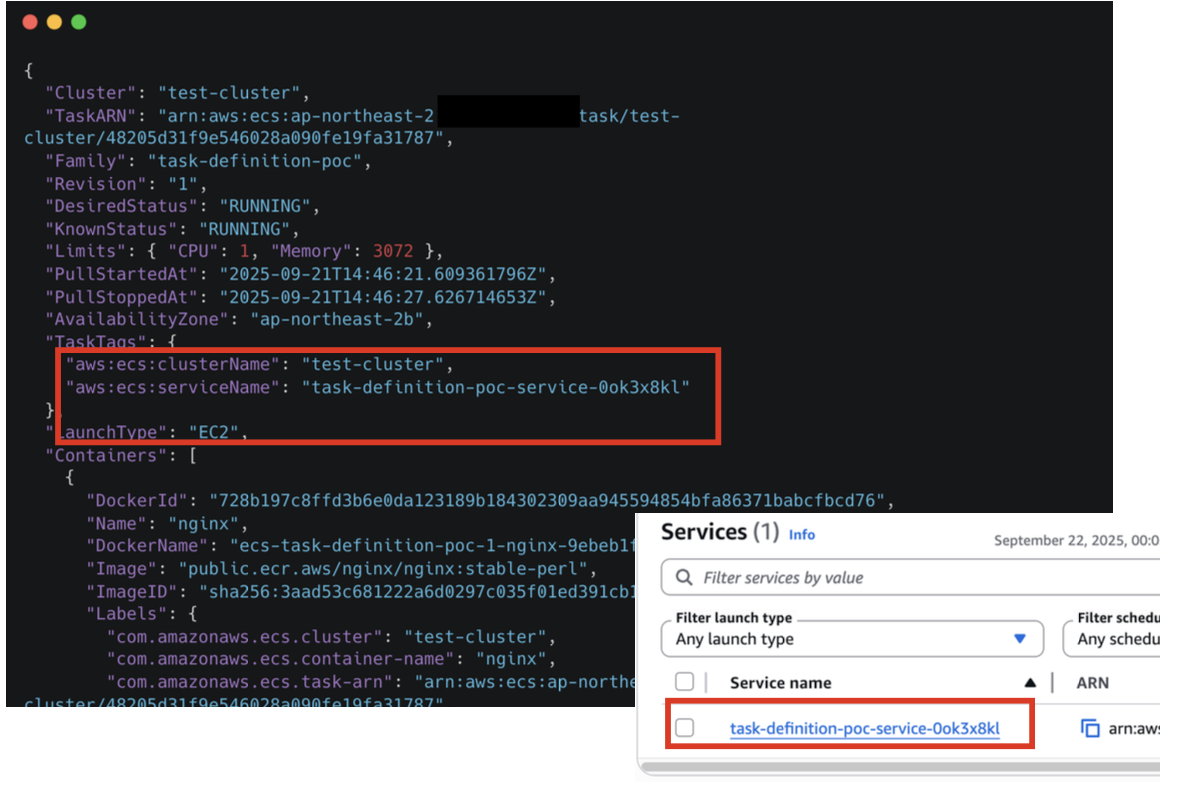 {
"Cluster": "test-cluster",
"TaskARN": "arn:aws:ecs:ap-northeast-2 task/test-
cluster/48205d31f9e546028a090fe19fa31787",
"Family": "task-definition-poc",
"Revision": "1",
"DesiredStatus": "RUNNING",
"KnownStatus": "RUNNING",
"Limits": { "CPU": 1, "Memory": 3072 },
"PullStartedAt": "2025-09-21T14:46:21.609361796Z",
"PullStoppedAt": "2025-09-21T14:46:27.626714653Z",
"AvailabilityZone": "ap-northeast-2b",
"TaskTags": {
"aws:ecs:clusterName": "test-cluster",
"aws:ecs:serviceName": "task-definition-poc-service-0ok3x8kl"
},
"LaunchType": "EC2",
"Containers": [
{
"DockerId": "728b197c8ffd3b6e0da123189b184302309aa945594854bfa86371babcfbcd76",
"Name": "nginx",
"DockerName": "ecs-task-definition-poc-1-nginx-9ebeb1f
"Image": "public.ecr.aws/nginx/nginx:stable-perl",
"ImageID": "sha256:3aad53c681222a6d0297c035f01ed391cb1
"Labels": {
"com.amazonaws.ecs.cluster": "test-cluster",
"com.amazonaws.ecs.container-name": "nginx",
"com.amazonaws.ecs.task-arn": "arn:aws:ecs:ap-northe
cluster/48205d31f9e546028a090fe19fa31787"
Services (1) Info
September 22, 2025, 00:0
Filter services by value
Filter launch type
Any launch type
Filter schedu
Any schedu
Service name
ARN
task-definition-poc-service-0ok3x8kl
arn:aws